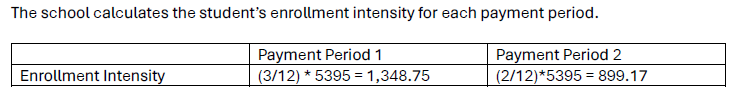 The school calculates the student’s enrollment intensity for each payment period.
Payment Period 1 Payment Period 2
Enrollment Intensity (3/12) * 5395 = 1,348.75 (2/12)*5395 = 899.17